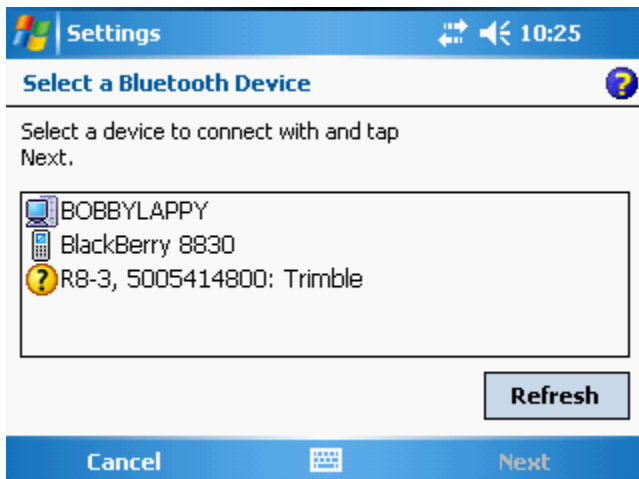 Settings 10:25
Select a Bluetooth Device
Select a device to connect with and tap
Next.
BOBBYLAPPY
BlackBerry 8830
R8-3, 5005414800: Trimble
Refresh
Cancel Next